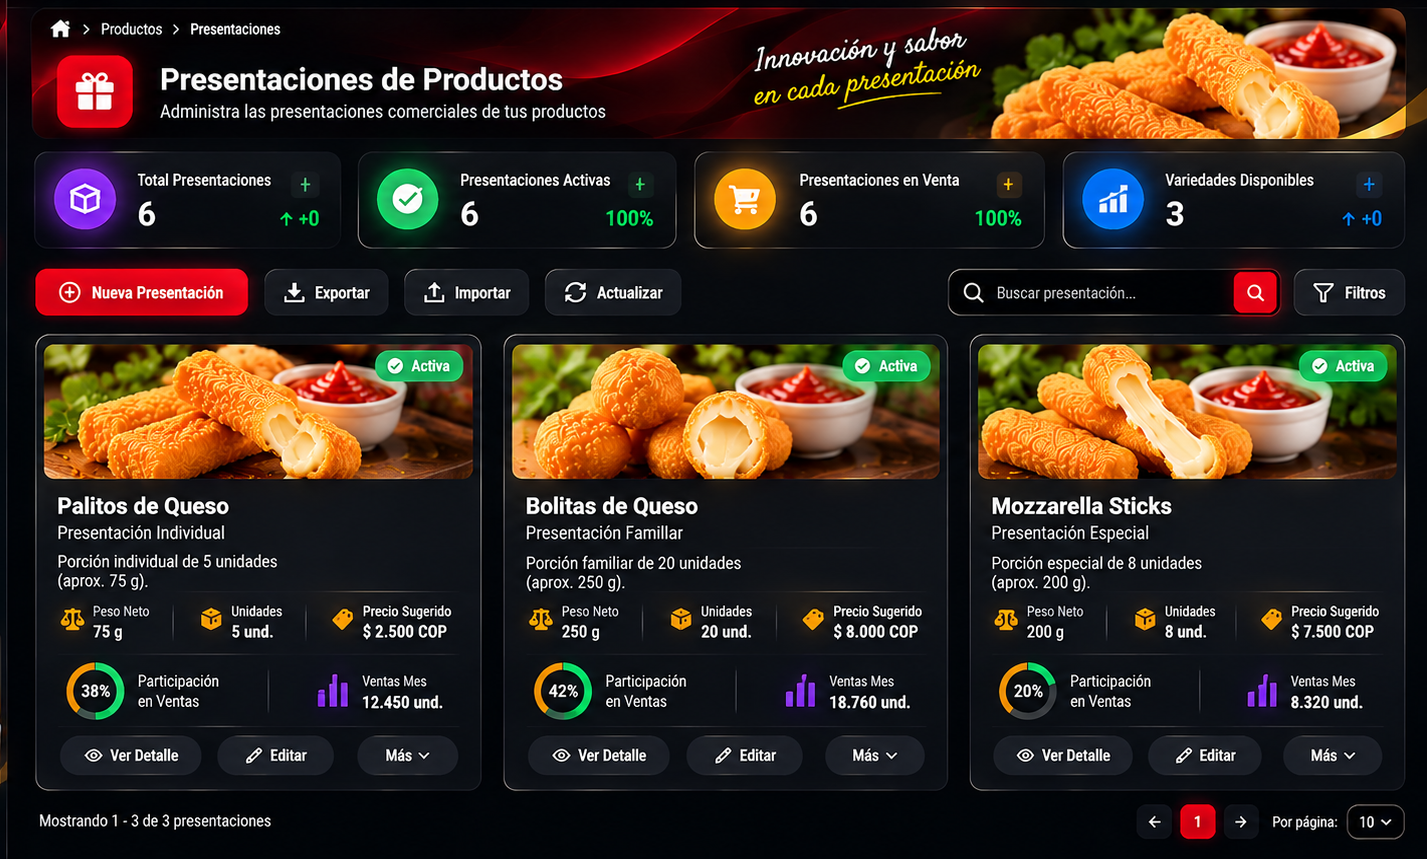 Productos
Presentaciones
Presentaciones de Productos
Administra las presentaciones comerciales de tus productos
Innovación y sabor
en cada presentación
Total Presentaciones
6
+
↑ +0
Presentaciones Activas
6
+
100%
Presentaciones en Venta
6
+
100%
Variedades Disponibles
3
+
↑ +0
Nueva Presentación
Exportar
Importar
Actualizar
Buscar presentación...
Filtros
Activa
Palitos de Queso
Presentación Individual
Porción individual de 5 unidades
(aprox. 75 g).
Peso Neto
75 g
Unidades
5 und.
Precio Sugerido
$ 2.500 COP
38%
Participación
en Ventas
Ventas Mes
12.450 und.
Ver Detalle
Editar
Más
Activa
Bolitas de Queso
Presentación Famillar
Porción familiar de 20 unidades
(aprox. 250 g).
Peso Neto
250 g
Unidades
20 und.
Precio Sugerido
$ 8.000 COP
42%
Participación
en Ventas
Ventas Mes
18.760 und.
Ver Detalle
Editar
Más
Activa
Mozzarella Sticks
Presentación Especial
Porción especial de 8 unidades
(aprox. 200 g).
Peso Neto
200 g
Unidades
8 und.
Precio Sugerido
$ 7.500 COP
20%
Participación
en Ventas
Ventas Mes
8.320 und.
Ver Detalle
Editar
Más
Mostrando 1 - 3 de 3 presentaciones
1
Por página:
10